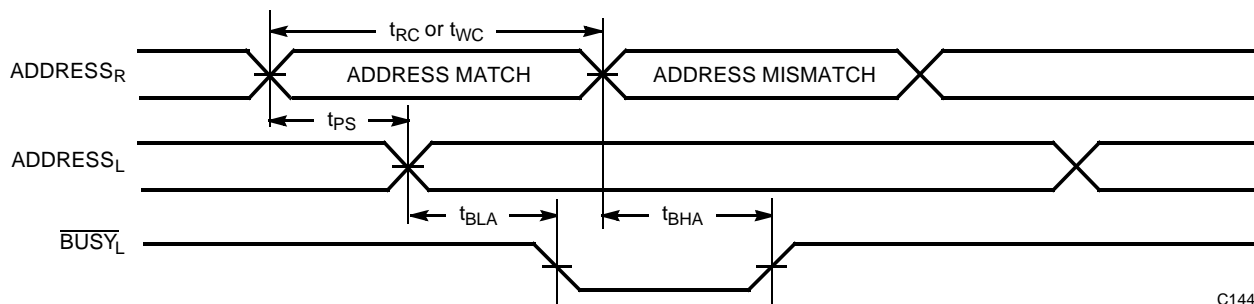 tRC or tWC
ADDRESSR
ADDRESS MATCH
ADDRESS MISMATCH
tPS
ADDRESSL
tBLA
tBHA
BUSYL
C144